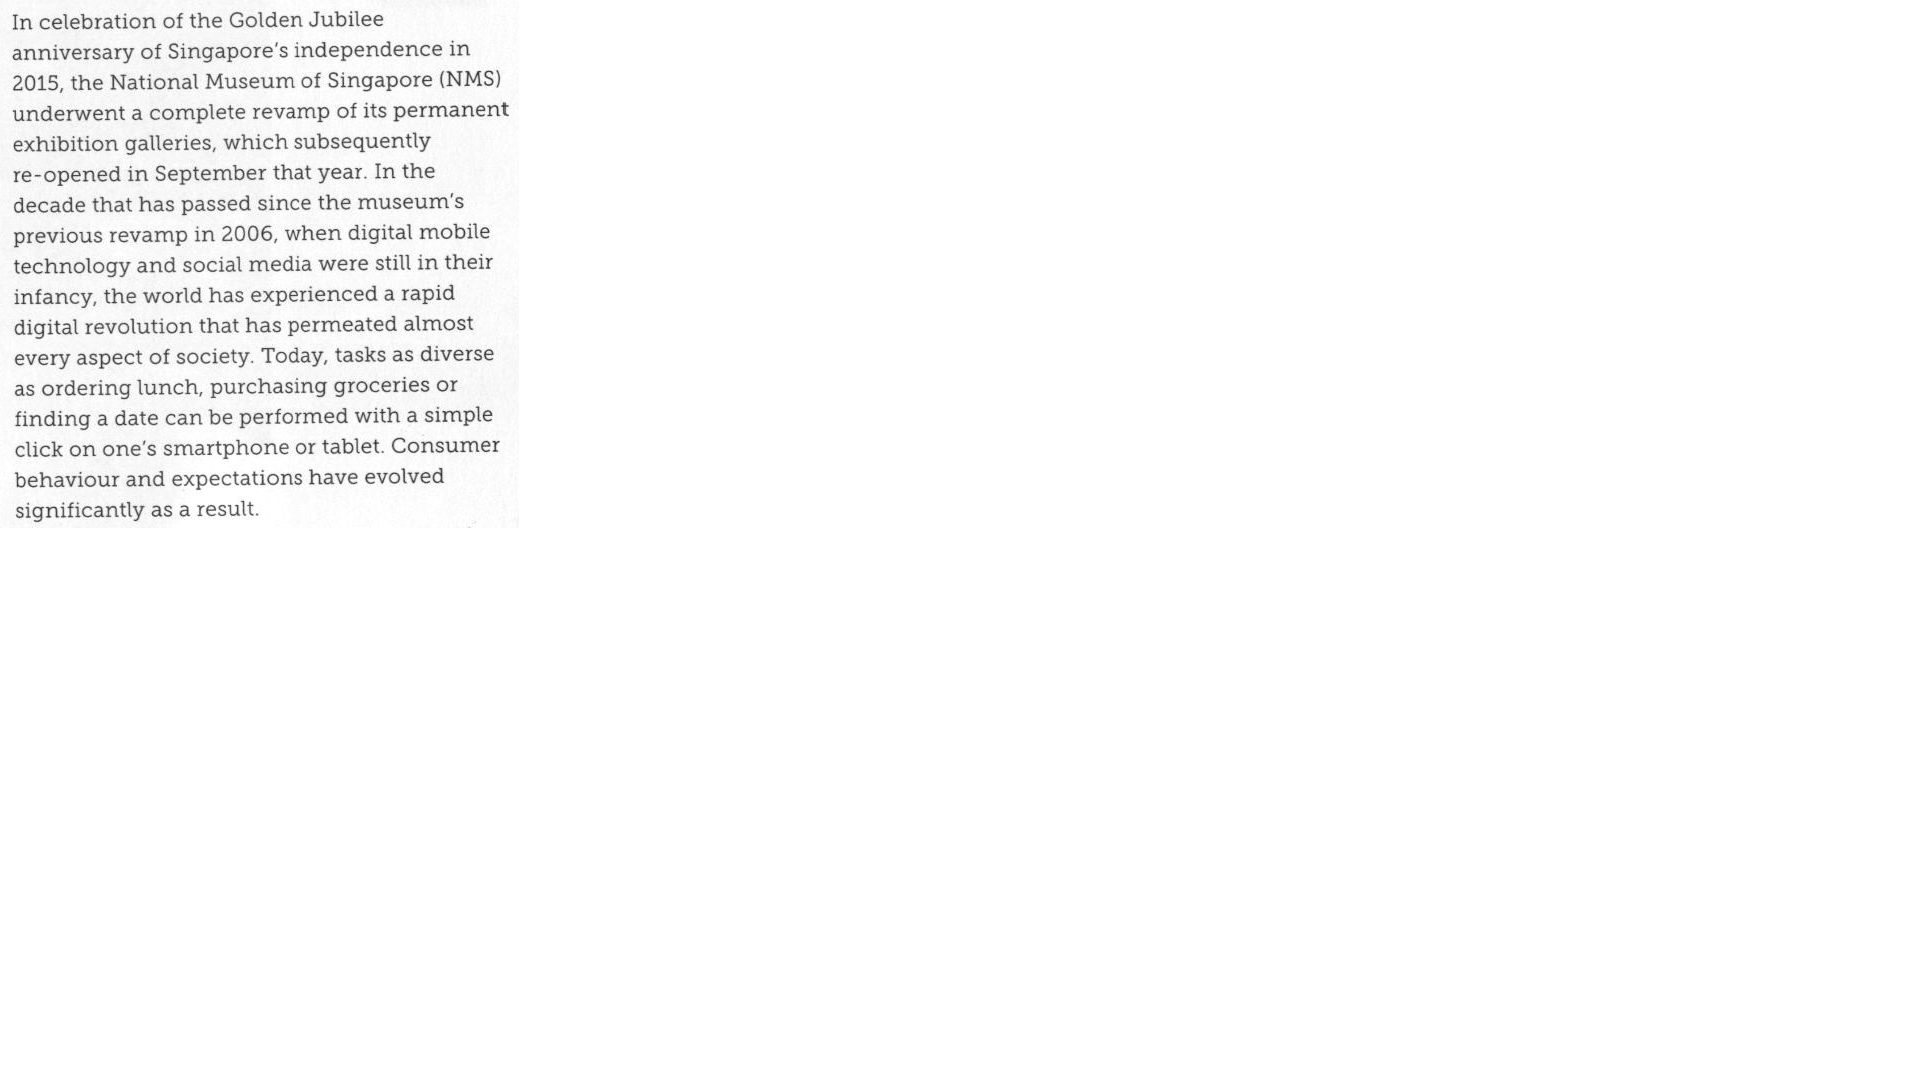 In celebration of the Golden Jubilee
anniversary of Singapore's independence in
2015, the National Museum of Singapore (NMS)
underwent a complete revamp of its permanent
exhibition galleries, which subsequently
re-opened in September that year. In the
decade that has passed since the museum's
previous revamp in 2006, when digital mobile
technology and social media were still in their
infancy, the world has experienced a rapid
digital revolution that has permeated almost
every aspect of society. Today, tasks as diverse
as ordering lunch, purchasing groceries or
finding a date can be performed with a simple
click on one's smartphone or tablet. Consumer
behaviour and expectations have evolved
significantly as a result.